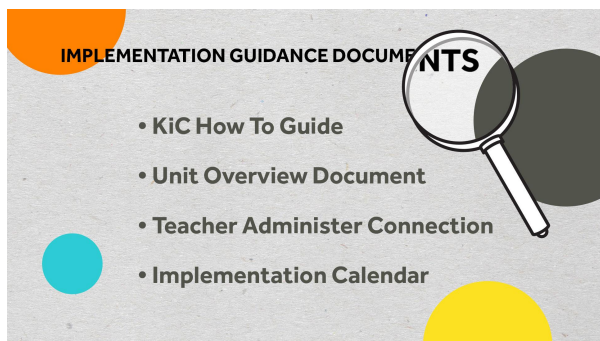 IMPLEMENTATION GUIDANCE DOCUMENTS
• KiC How To Guide
• Unit Overview Document
• Teacher Administer Connection
• Implementation Calendar